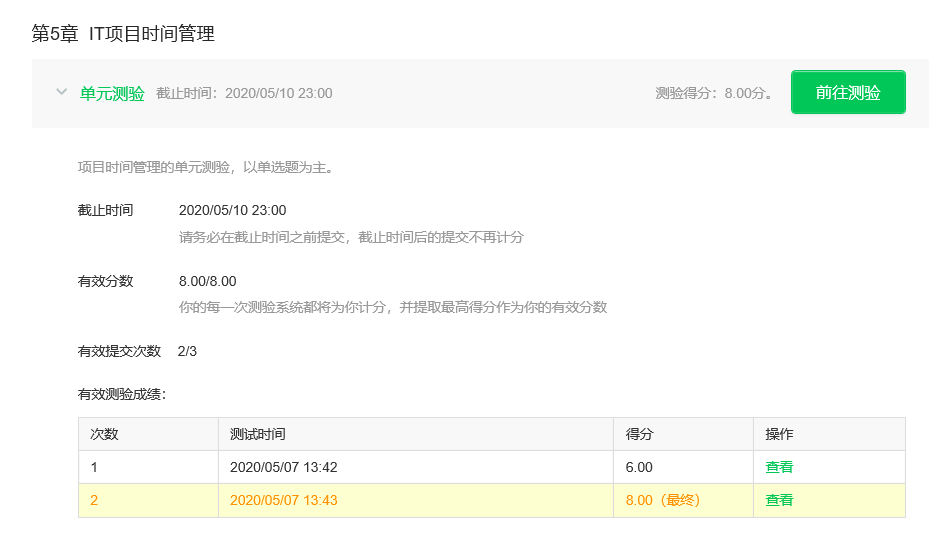 第5章 IT项目时间管理
单元测验 截止时间：2020/05/10 23:00 测验得分：8.00分。 前往测验
项目时间管理的单元测验，以单选题为主。
截止时间 2020/05/10 23:00
请务必在截止时间之前提交，截止时间后的提交不再计分
有效分数 8.00/8.00
你的每一次测验系统都将为你计分，并提取最高得分作为你的有效分数
有效提交次数 2/3
有效测验成绩：
次数 测试时间 得分 操作
1 2020/05/07 13:42 6.00 查看
2 2020/05/07 13:43 8.00（最终） 查看